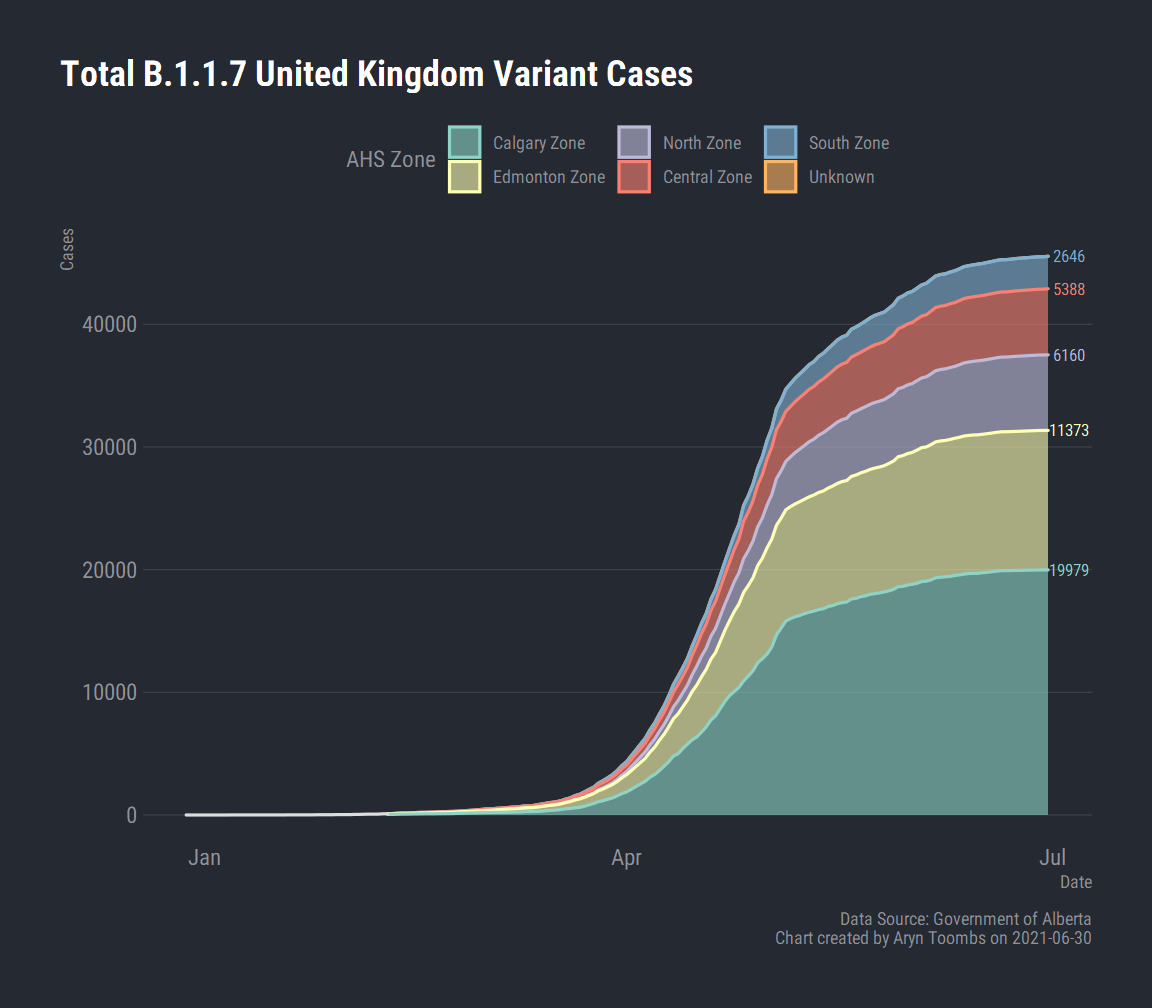 Total B.1.1.7 United Kingdom Variant Cases
AHS Zone
Calgary Zone
North Zone
South Zone
Edmonton Zone
Central Zone
Unknown
Cases
2646
5388
40000
6160
11373
30000
20000
19979
10000
0
Jan
Apr
Jul
Date
Data Source: Government of Alberta
Chart created by Aryn Toombs on 2021-06-30